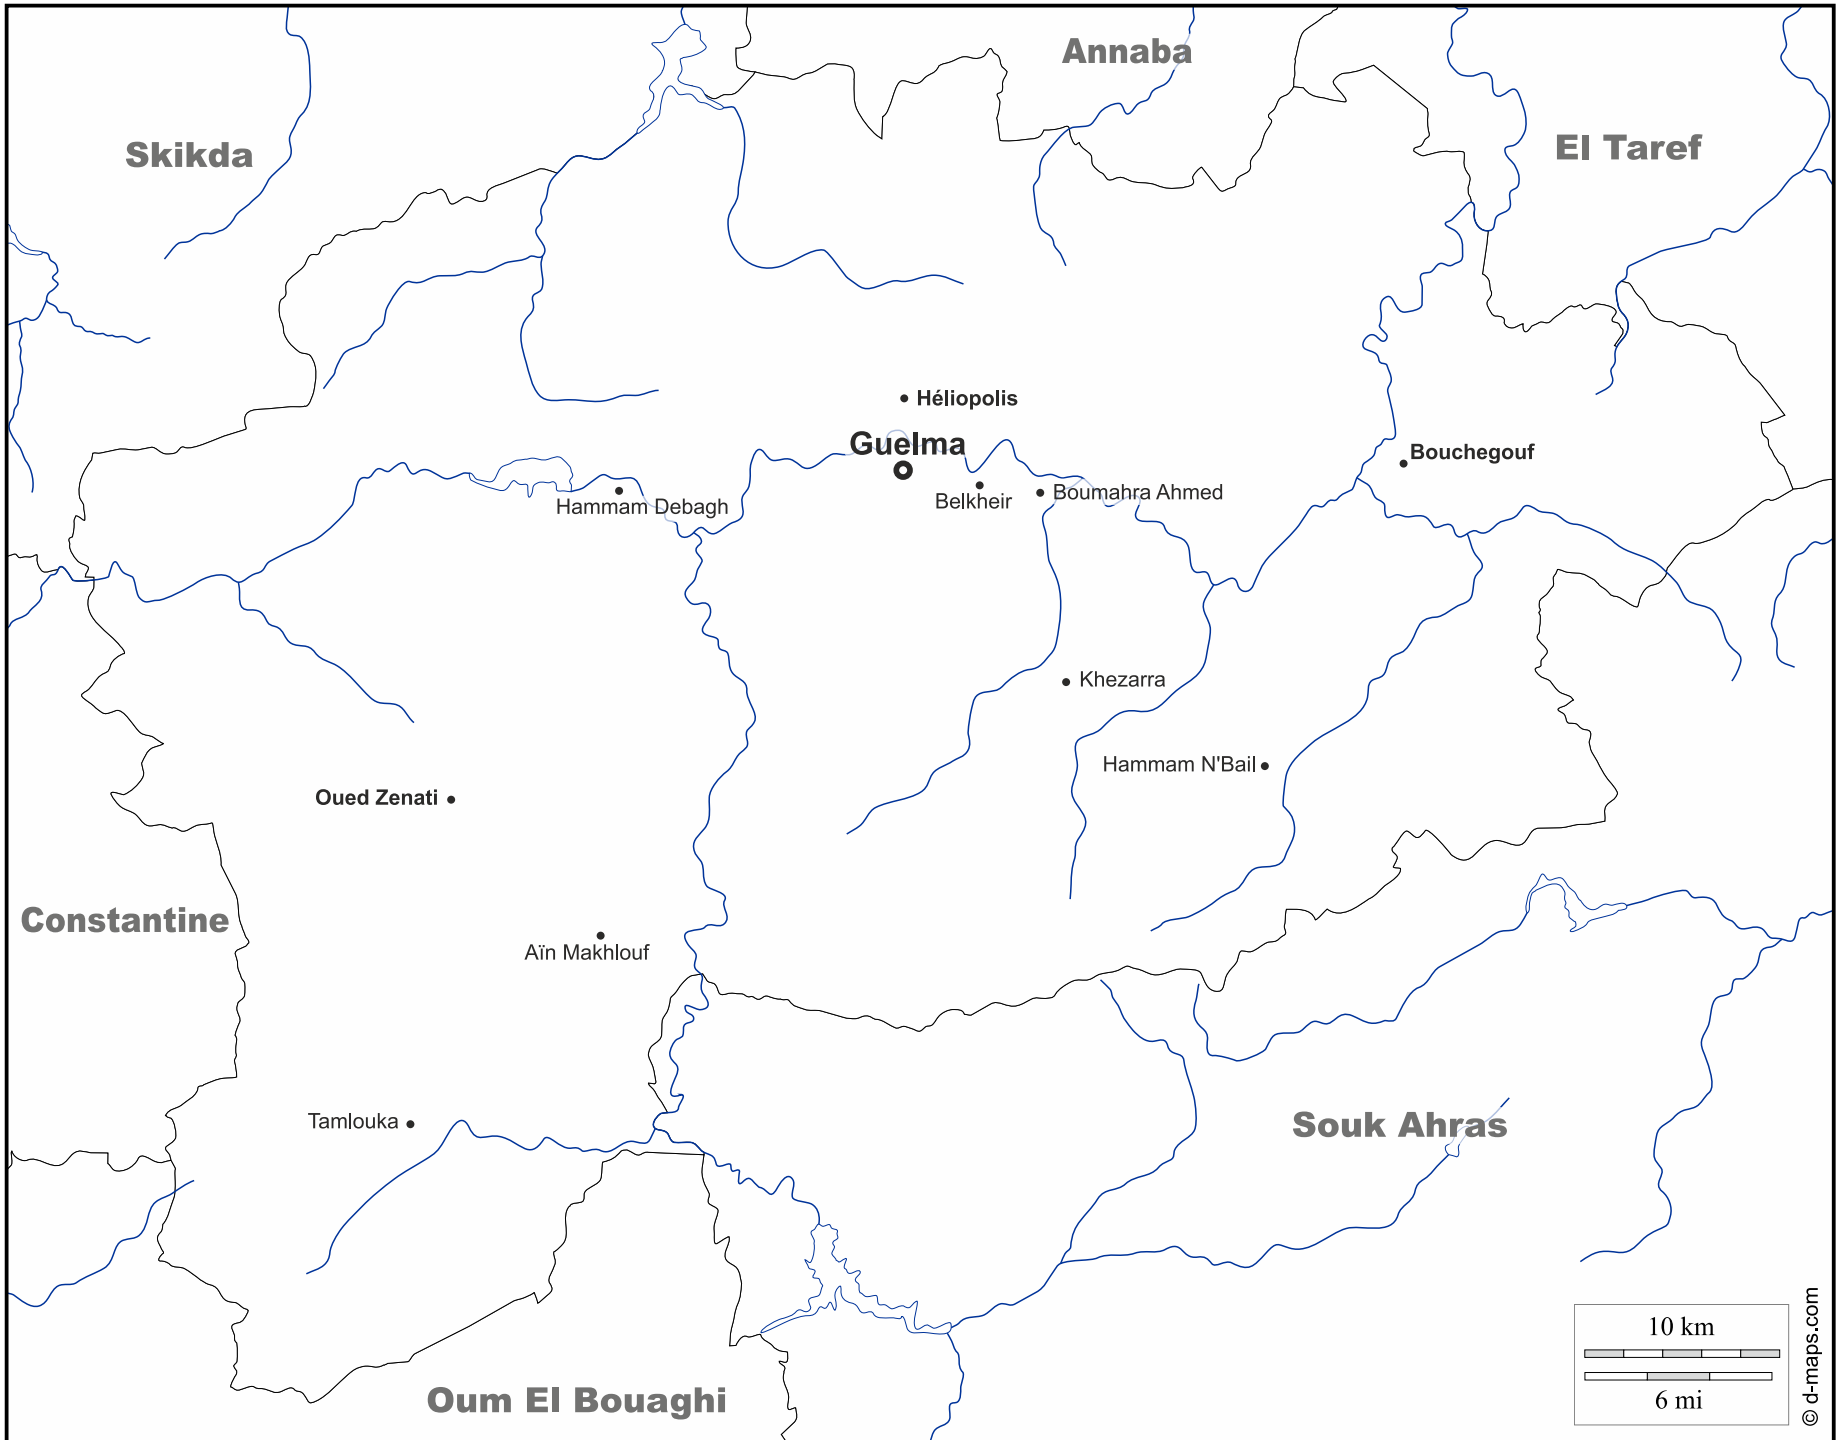 Annaba
Skikda
El Taref
Héliopolis
Guelma
Bouchegouf
Hammam Debagh
Belkheir
Boumahra Ahmed
Khezarra
Hammam N'Bail
Oued Zenati
Constantine
Aïn Makhlouf
Tamlouka
Souk Ahras
Oum El Bouaghi
10 km
6 mi
© d-maps.com